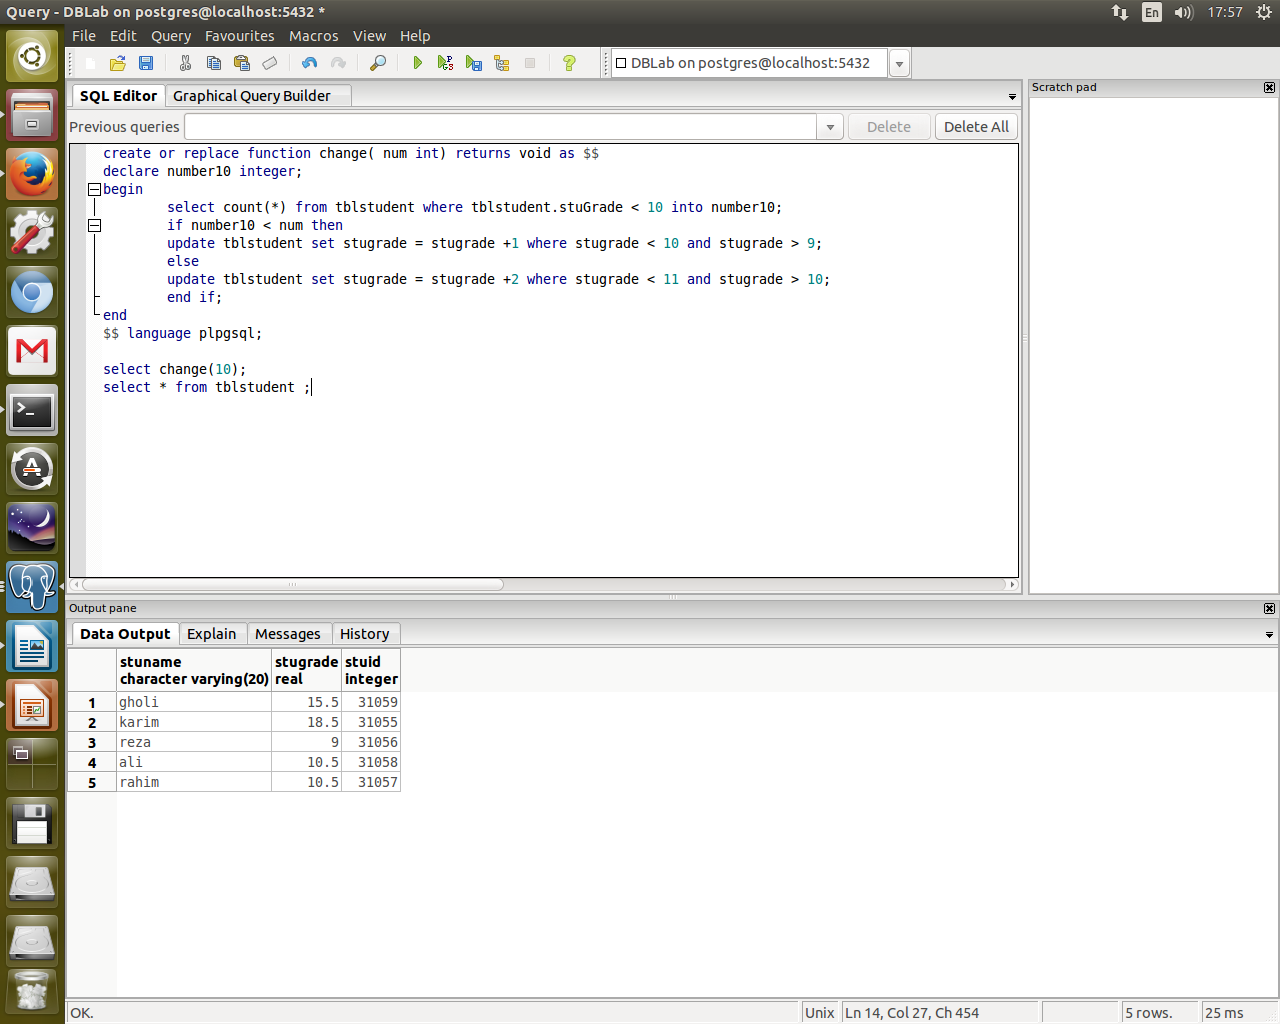 Query - DBLab on postgres@localhost:5432 *
En
17:57
File Edit Query Favourites Macros View Help
DBLab on postgres@localhost:5432
SQL Editor Graphical Query Builder
Scratch pad
Previous queries Delete Delete All
create or replace function change( num int) returns void as $$
declare number10 integer;
begin
select count(*) from tblstudent where tblstudent.stuGrade < 10 into number10;
if number10 < num then
update tblstudent set stugrade = stugrade +1 where stugrade < 10 and stugrade > 9;
else
update tblstudent set stugrade = stugrade +2 where stugrade < 11 and stugrade > 10;
end if;
end
$$ language plpgsql;
select change(10);
select * from tblstudent ;
Output pane
Data Output Explain Messages History
stuname stugrade stuid
character varying(20) real integer
1 gholi 15.5 31059
2 karim 18.5 31055
3 reza 9 31056
4 ali 10.5 31058
5 rahim 10.5 31057
OK. Unix Ln 14, Col 27, Ch 454 5 rows. 25 ms